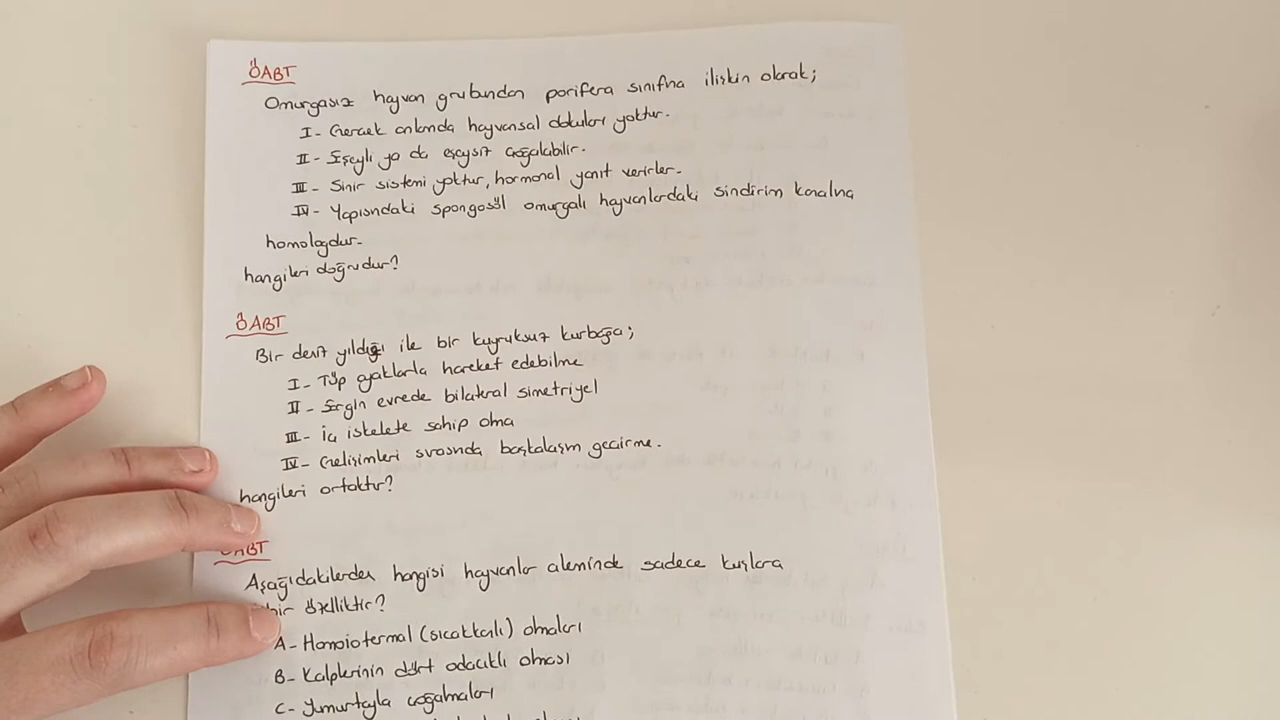 ÖABT
Omurgasız hayvan grubundan porifera sınıfına ilişkin olarak;
I- Gerçek anlamda hayvansal dokuları yoktur.
II- Eşeyli ya da eşeysiz çoğalabilir.
III- Sinir sistemi yoktur, hormonal yanıt verirler.
IV- Yapısındaki spongosöl omurgalı hayvanlardaki sindirim kanalına
homologdur.
hangileri doğrudur?
ÖABT
Bir deniz yıldızı ile bir kuyruksuz kurbağa;
I- Tüp ayaklarla hareket edebilme
II- Ergin evrede bilateral simetriyel
III- İç iskelete sahip olma
IV- Gelişimleri sırasında başkalaşım geçirme.
hangileri ortaktır?
ÖABT
Aşağıdakilerden hangisi hayvanlar aleminde sadece kuşlara
bir özelliktir?
A- Homoiotermal (sıcakkanlı) olmaları
B- Kalplerinin dört odacıklı olması
C- Yumurtayla çoğalmaları